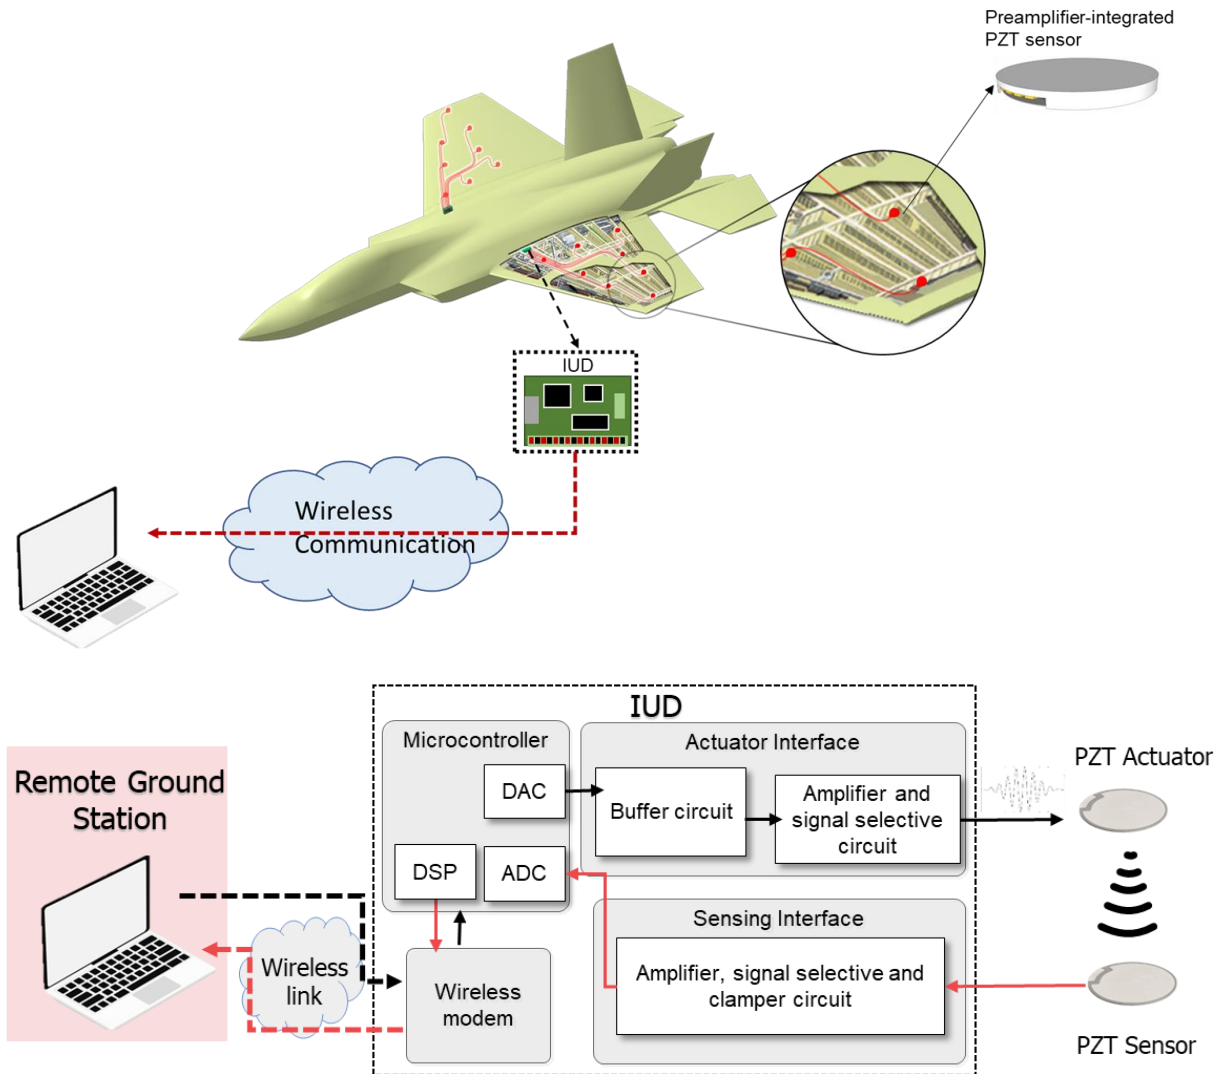 Preamplifier-integrated
PZT sensor
IUD
Wireless
Communication
IUD
Microcontroller
Actuator Interface
PZT Actuator
Remote Ground
Station
DAC
Buffer circuit
Amplifier and
signal selective
circuit
DSP
ADC
Sensing Interface
Amplifier, signal selective and
clamper circuit
Wireless
link
Wireless
modem
PZT Sensor